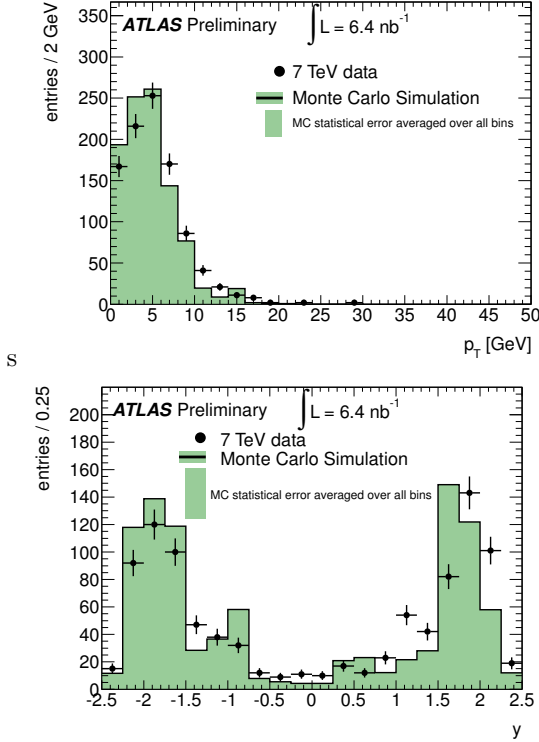 ATLAS Preliminary ∫ L = 6.4 nb-1
7 TeV data
Monte Carlo Simulation
MC statistical error averaged over all bins
entries / 2 GeV
350
300
250
200
150
100
50
0
0 5 10 15 20 25 30 35 40 45 50
pT [GeV]
s
ATLAS Preliminary ∫ L = 6.4 nb-1
7 TeV data
Monte Carlo Simulation
MC statistical error averaged over all bins
entries / 0.25
220
200
180
160
140
120
100
80
60
40
20
0
-2.5 -2 -1.5 -1 -0.5 0 0.5 1 1.5 2 2.5
y